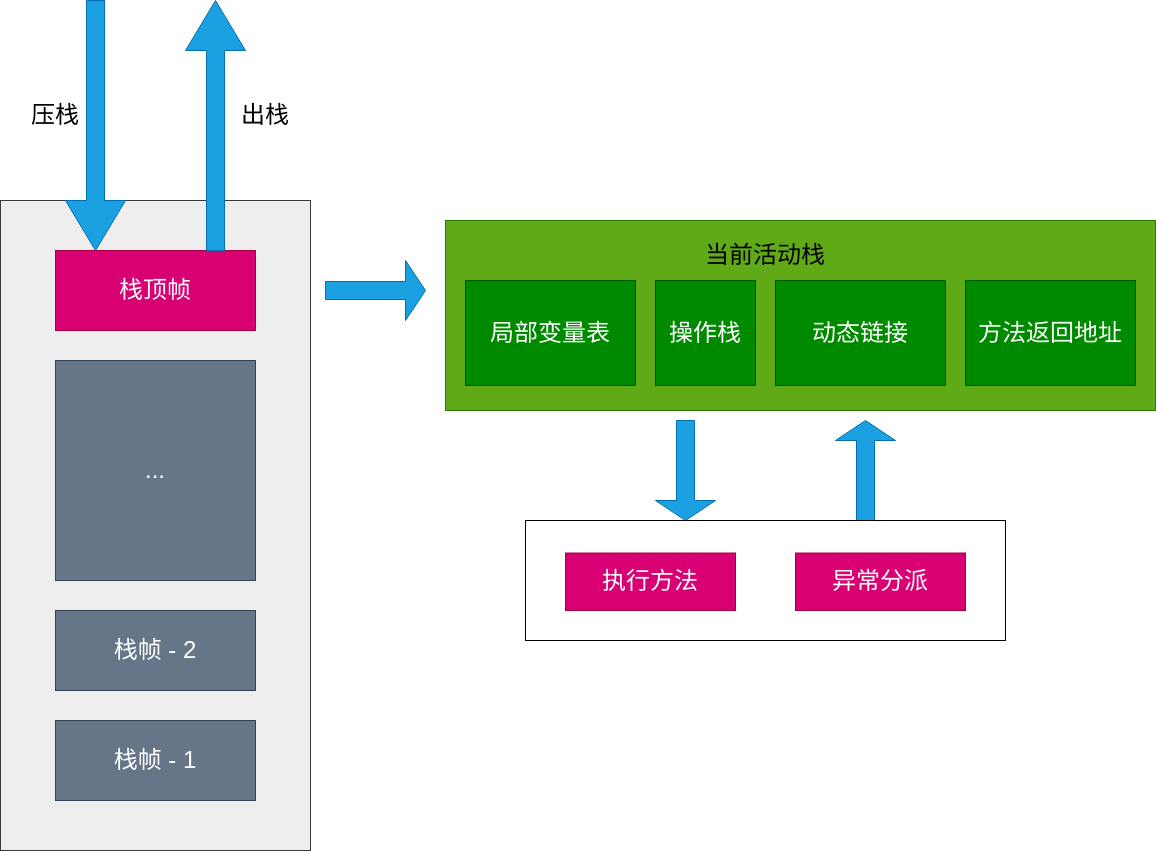 压栈
出栈
栈顶帧
...
栈帧 - 2
栈帧 - 1
当前活动栈
局部变量表
操作栈
动态链接
方法返回地址
执行方法
异常分派